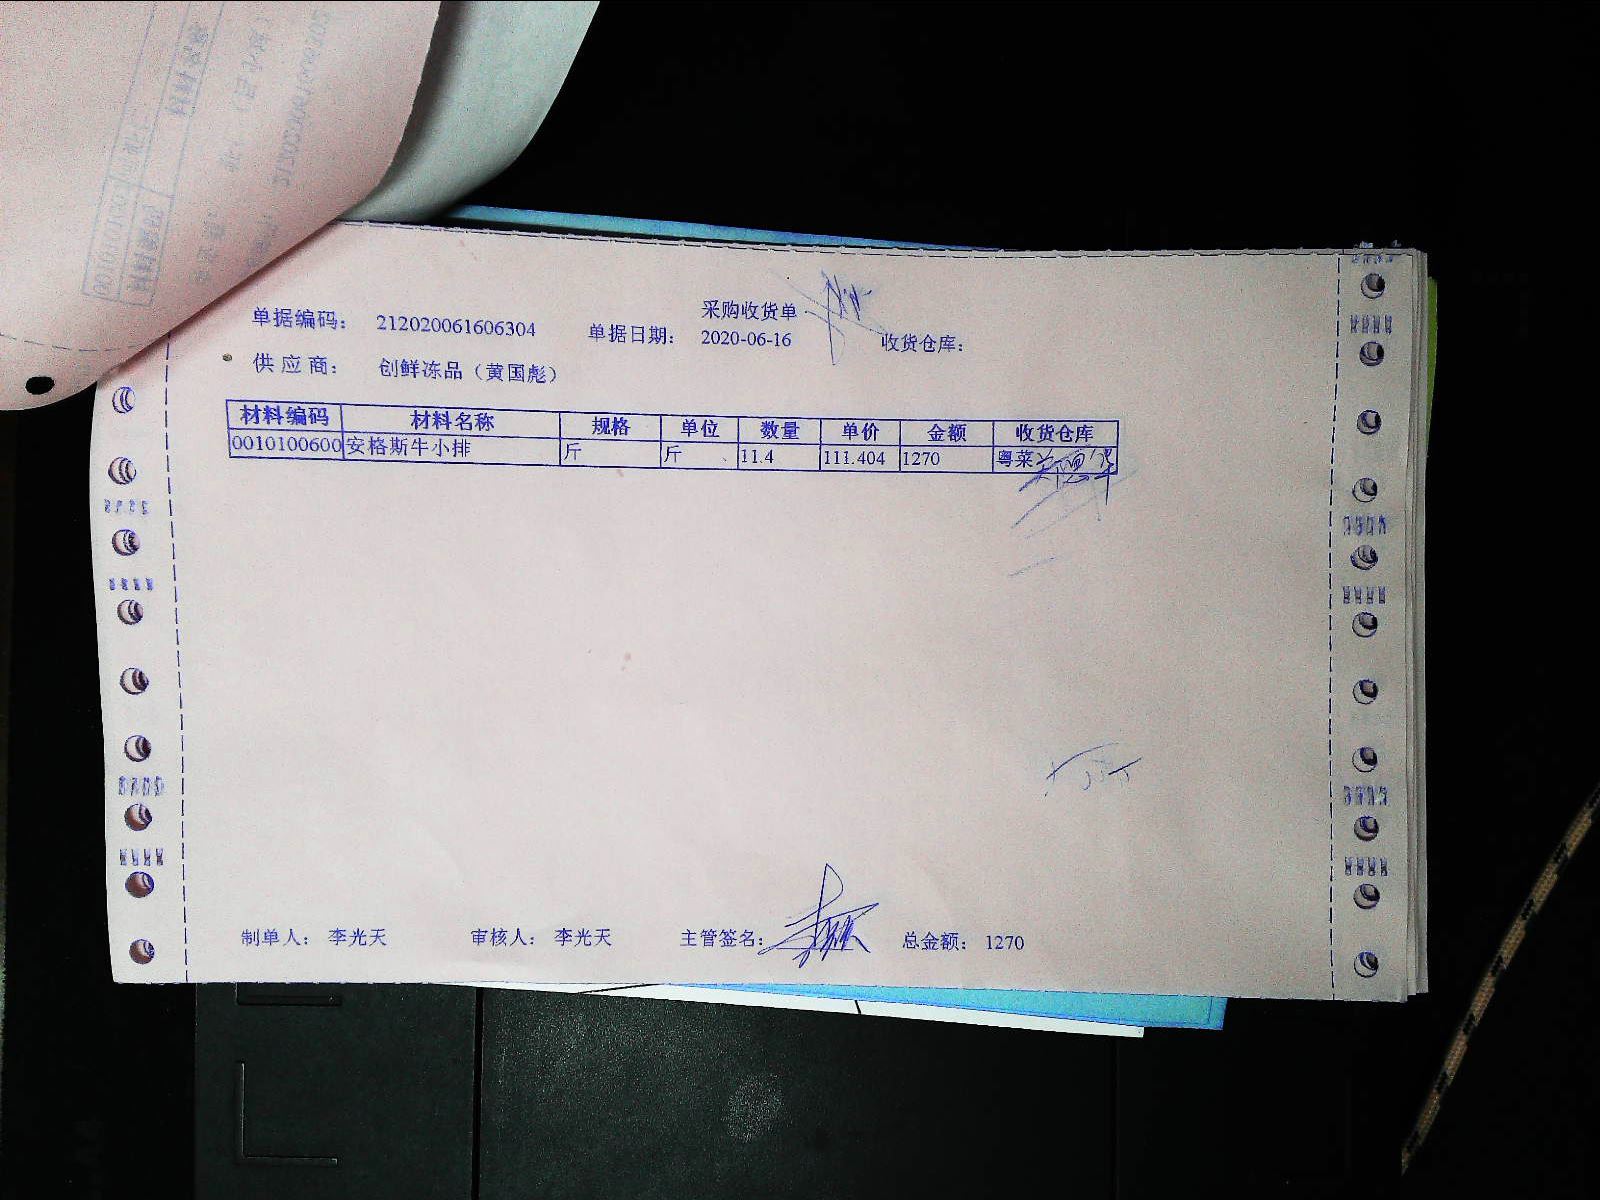 采购收货单
单据编码： 212020061606304 单据日期： 2020-06-16 收货仓库：
供应商： 创鲜冻品（黄国彪）
材料编码 材料名称 规格 单位 数量 单价 金额 收货仓库
0010100600 安格斯牛小排 斤 斤 11.4 111.404 1270 粤菜
制单人： 李光天 审核人： 李光天 主管签名： 总金额： 1270